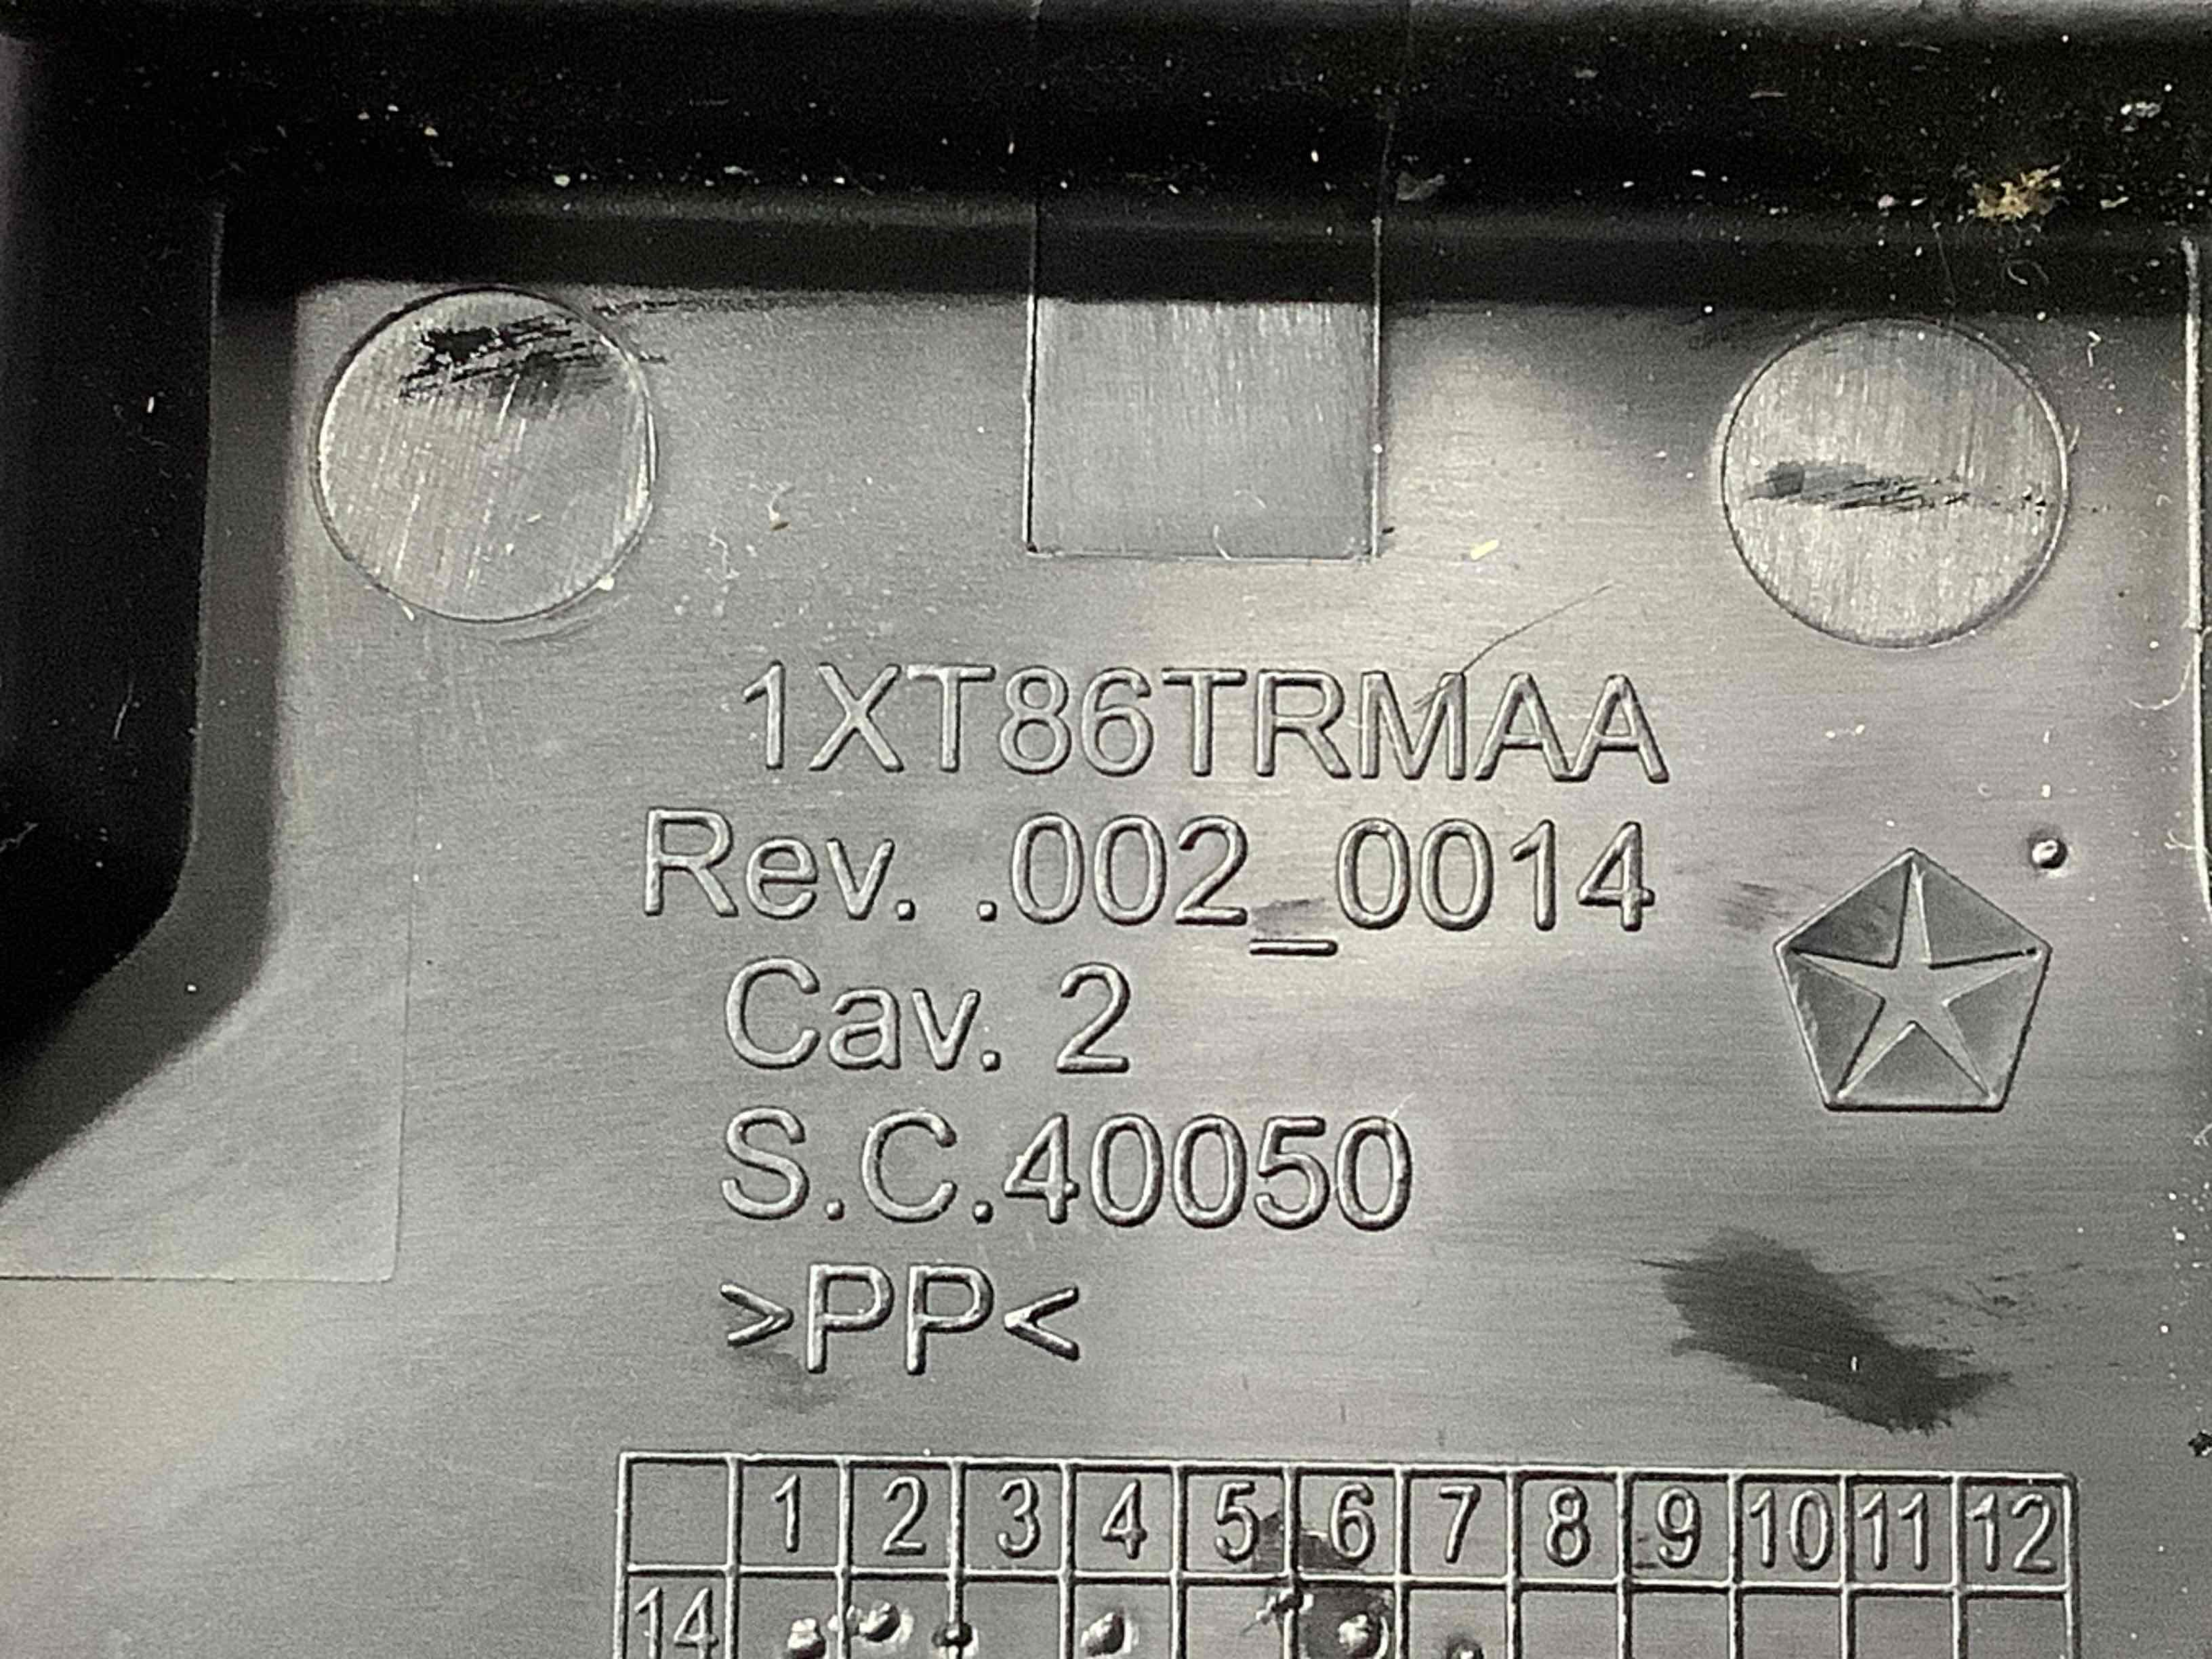 1XT86TRMAA
Rev. .002_0014
Cav. 2
S.C.40050
>PP<
1 2 3 4 5 6 7 8 9 10 11 12
14